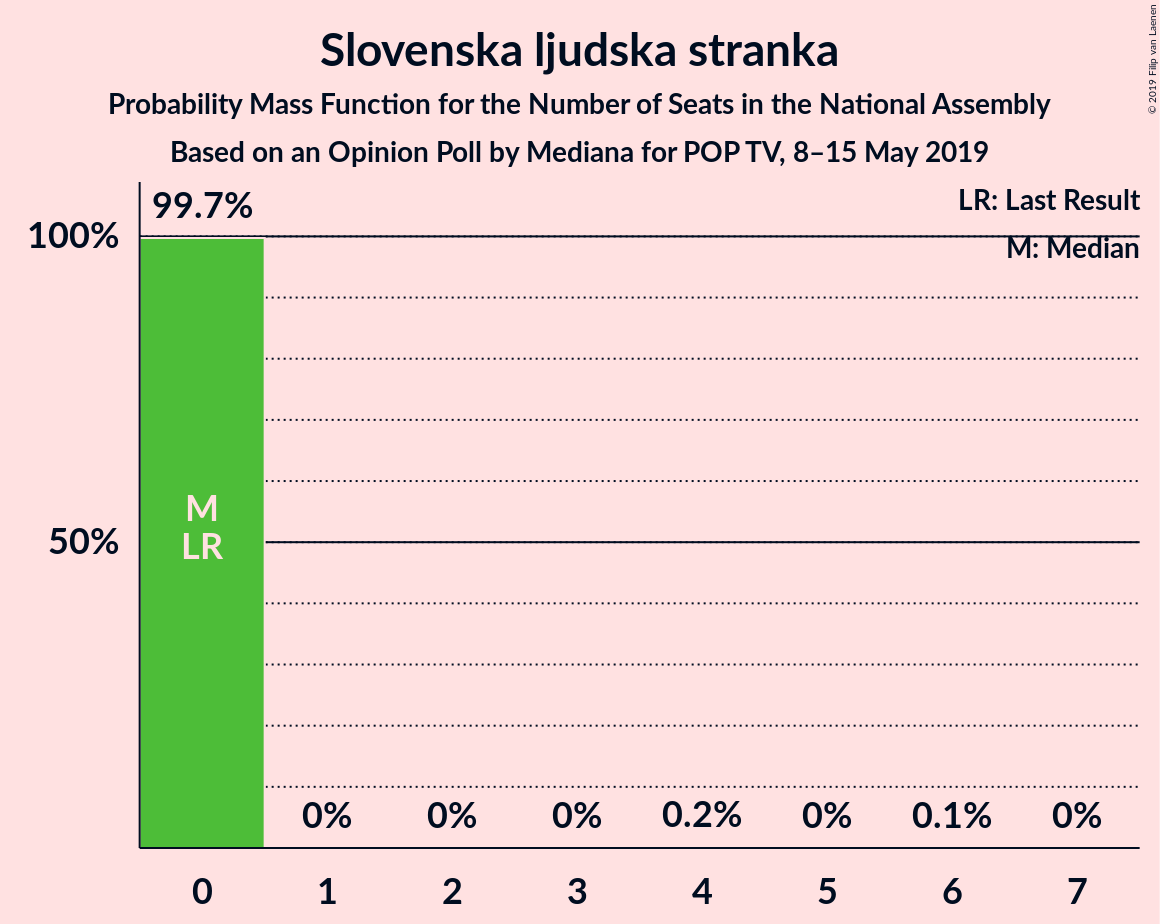 Slovenska ljudska stranka
Probability Mass Function for the Number of Seats in the National Assembly
Based on an Opinion Poll by Mediana for POP TV, 8–15 May 2019
© 2019 Filip van Laenen
LR: Last Result
M: Median
99.7%
100%
50%
M
LR
0% 0% 0% 0.2% 0% 0.1% 0%
0 1 2 3 4 5 6 7